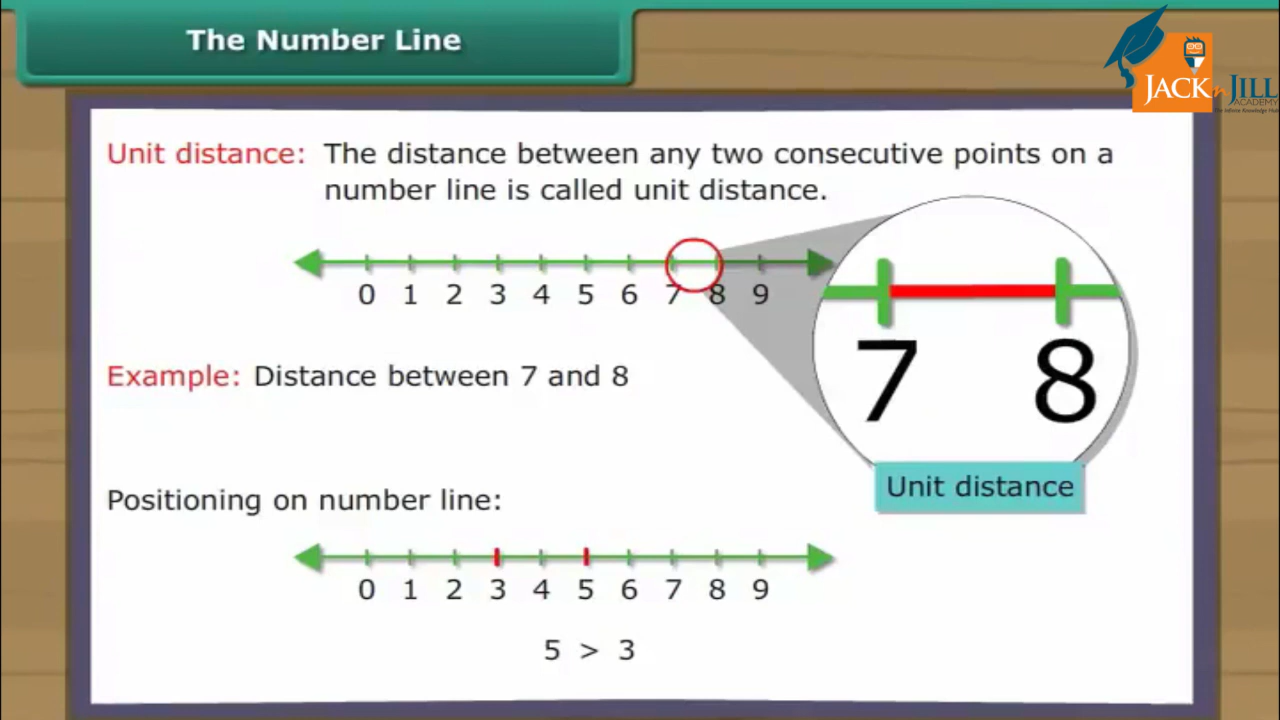 The Number Line
JACK n JILL
ACADEMY
Unit distance: The distance between any two consecutive points on a
number line is called unit distance.
0 1 2 3 4 5 6 7 8 9
7 8
Example: Distance between 7 and 8
Unit distance
Positioning on number line:
0 1 2 3 4 5 6 7 8 9
5 > 3